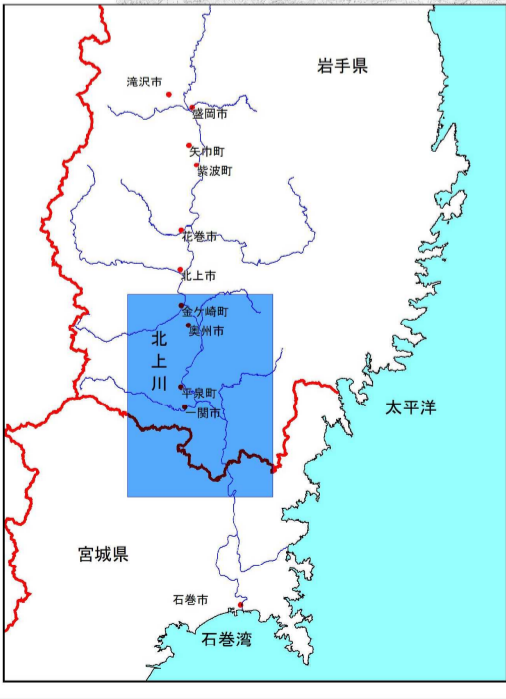 岩手県
滝沢市
盛岡市
矢巾町
紫波町
花巻市
北上市
金ケ崎町
奥州市
北上川
平泉町
一関市
太平洋
宮城県
石巻市
石巻湾